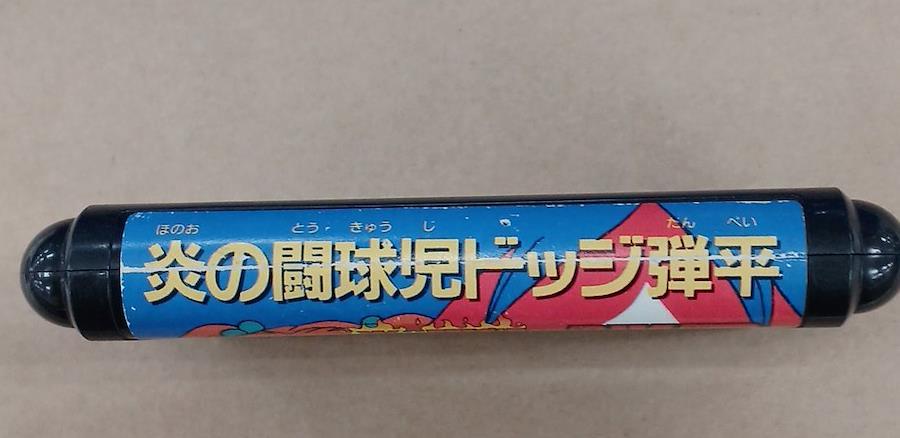 ほのお とう きゅう じ だん ぺい
炎の闘球児ドッジ弾平